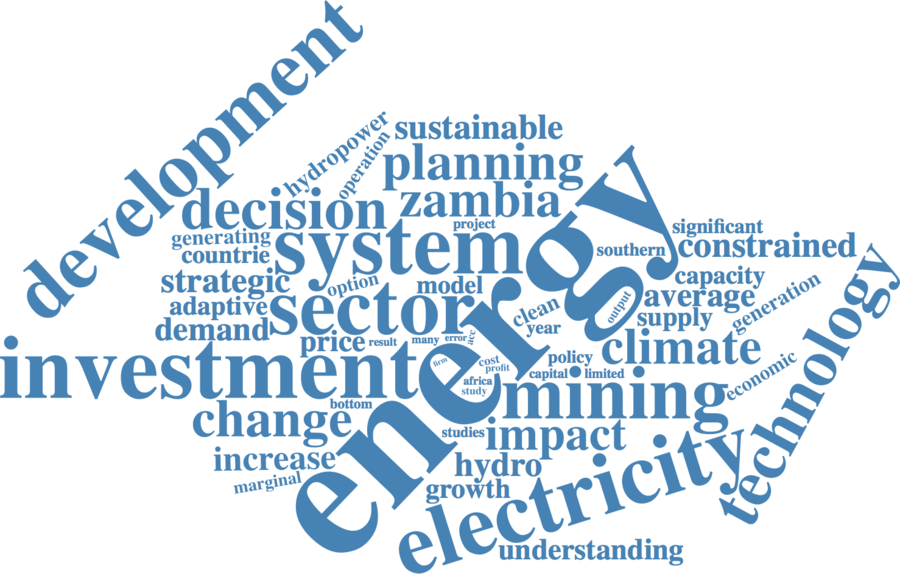 development
hydropower
operation
sustainable
planning
decision
zambia
project
significant
generating
system
southern
constrained
countrie
strategic
option
model
capacity
adaptive
sector
clean
output
average
generation
demand
year
supply
price
result
many
error
acc
energy
investment
firm
cost
profit
policy
climate
technology
africa
study
capital
limited
economic
bottom
mining
change
studies
impact
increase
hydro
electricity
marginal
growth
understanding